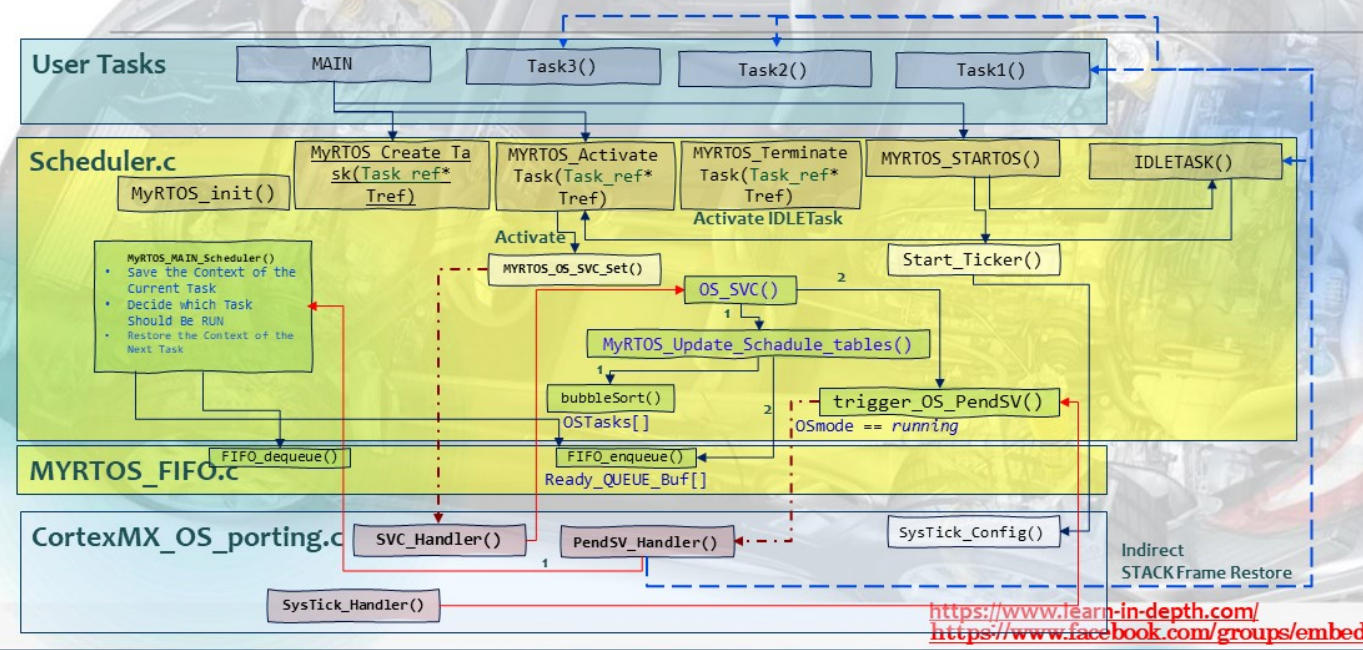 User Tasks
MAIN
Task3()
Task2()
Task1()
Scheduler.c
MyRTOS_init()
MyRTOS_Create_Ta
sk(Task_ref*
Tref)
MYRTOS_Activate
Task(Task_ref*
Tref)
MYRTOS_Terminate
Task(Task_ref*
Tref)
MYRTOS_STARTOS()
IDLETASK()
Activate IDLETask
Activate
MYRTOS_OS_SVC_Set()
Start_Ticker()
MyRTOS_MAIN_Scheduler()
• Save the Context of the
Current Task
• Decide which Task
Should Be RUN
• Restore the Context of the
Next Task
OS_SVC()
2
1
MyRTOS_Update_Schadule_tables()
1
bubbleSort()
OSTasks[]
2
trigger_OS_PendSV()
OSmode == running
MYRTOS_FIFO.c
FIFO_dequeue()
FIFO_enqueue()
Ready_QUEUE_Buf[]
CortexMX_OS_porting.c
SVC_Handler()
PendSV_Handler()
SysTick_Config()
1
Indirect
STACK Frame Restore
SysTick_Handler()
https://www.learn-in-depth.com/
https://www.facebook.com/groups/embed